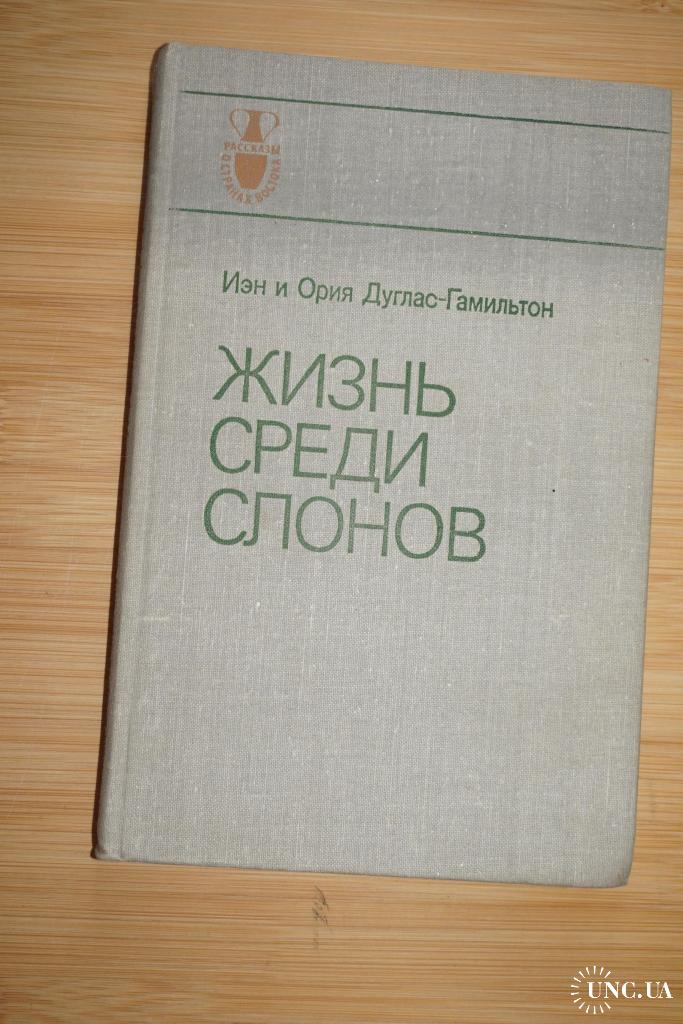 РАССКАЗЫ
О СТРАНАХ ВОСТОКА
Иэн и Ория Дуглас-Гамильтон
ЖИЗНЬ
СРЕДИ
СЛОНОВ
UNC.UA